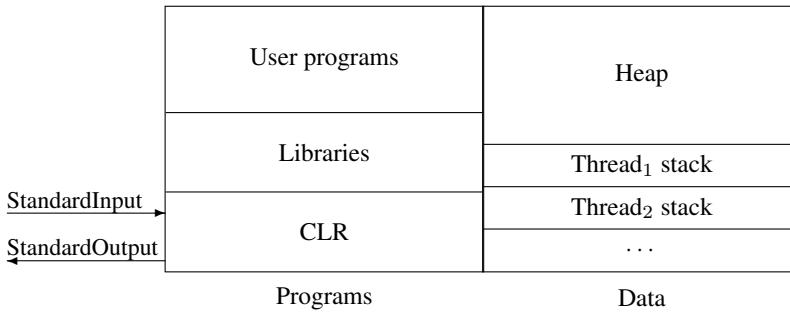 User programs
Heap
Libraries
Thread₁ stack
StandardInput
Thread₂ stack
CLR
StandardOutput
· · ·
Programs
Data